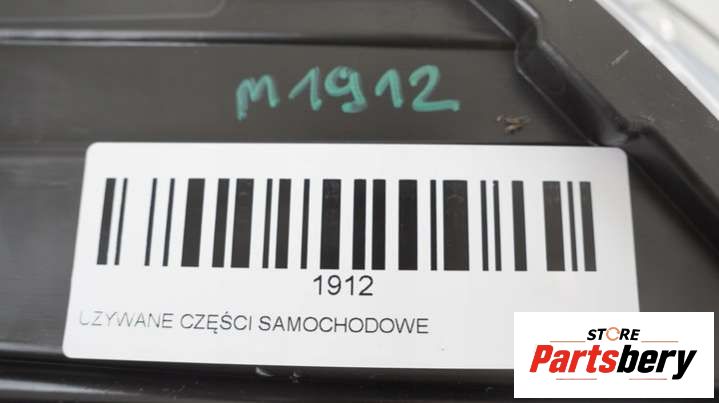 m1912
1912
UŻYWANE CZĘŚCI SAMOCHODOWE
STORE
Partsbery